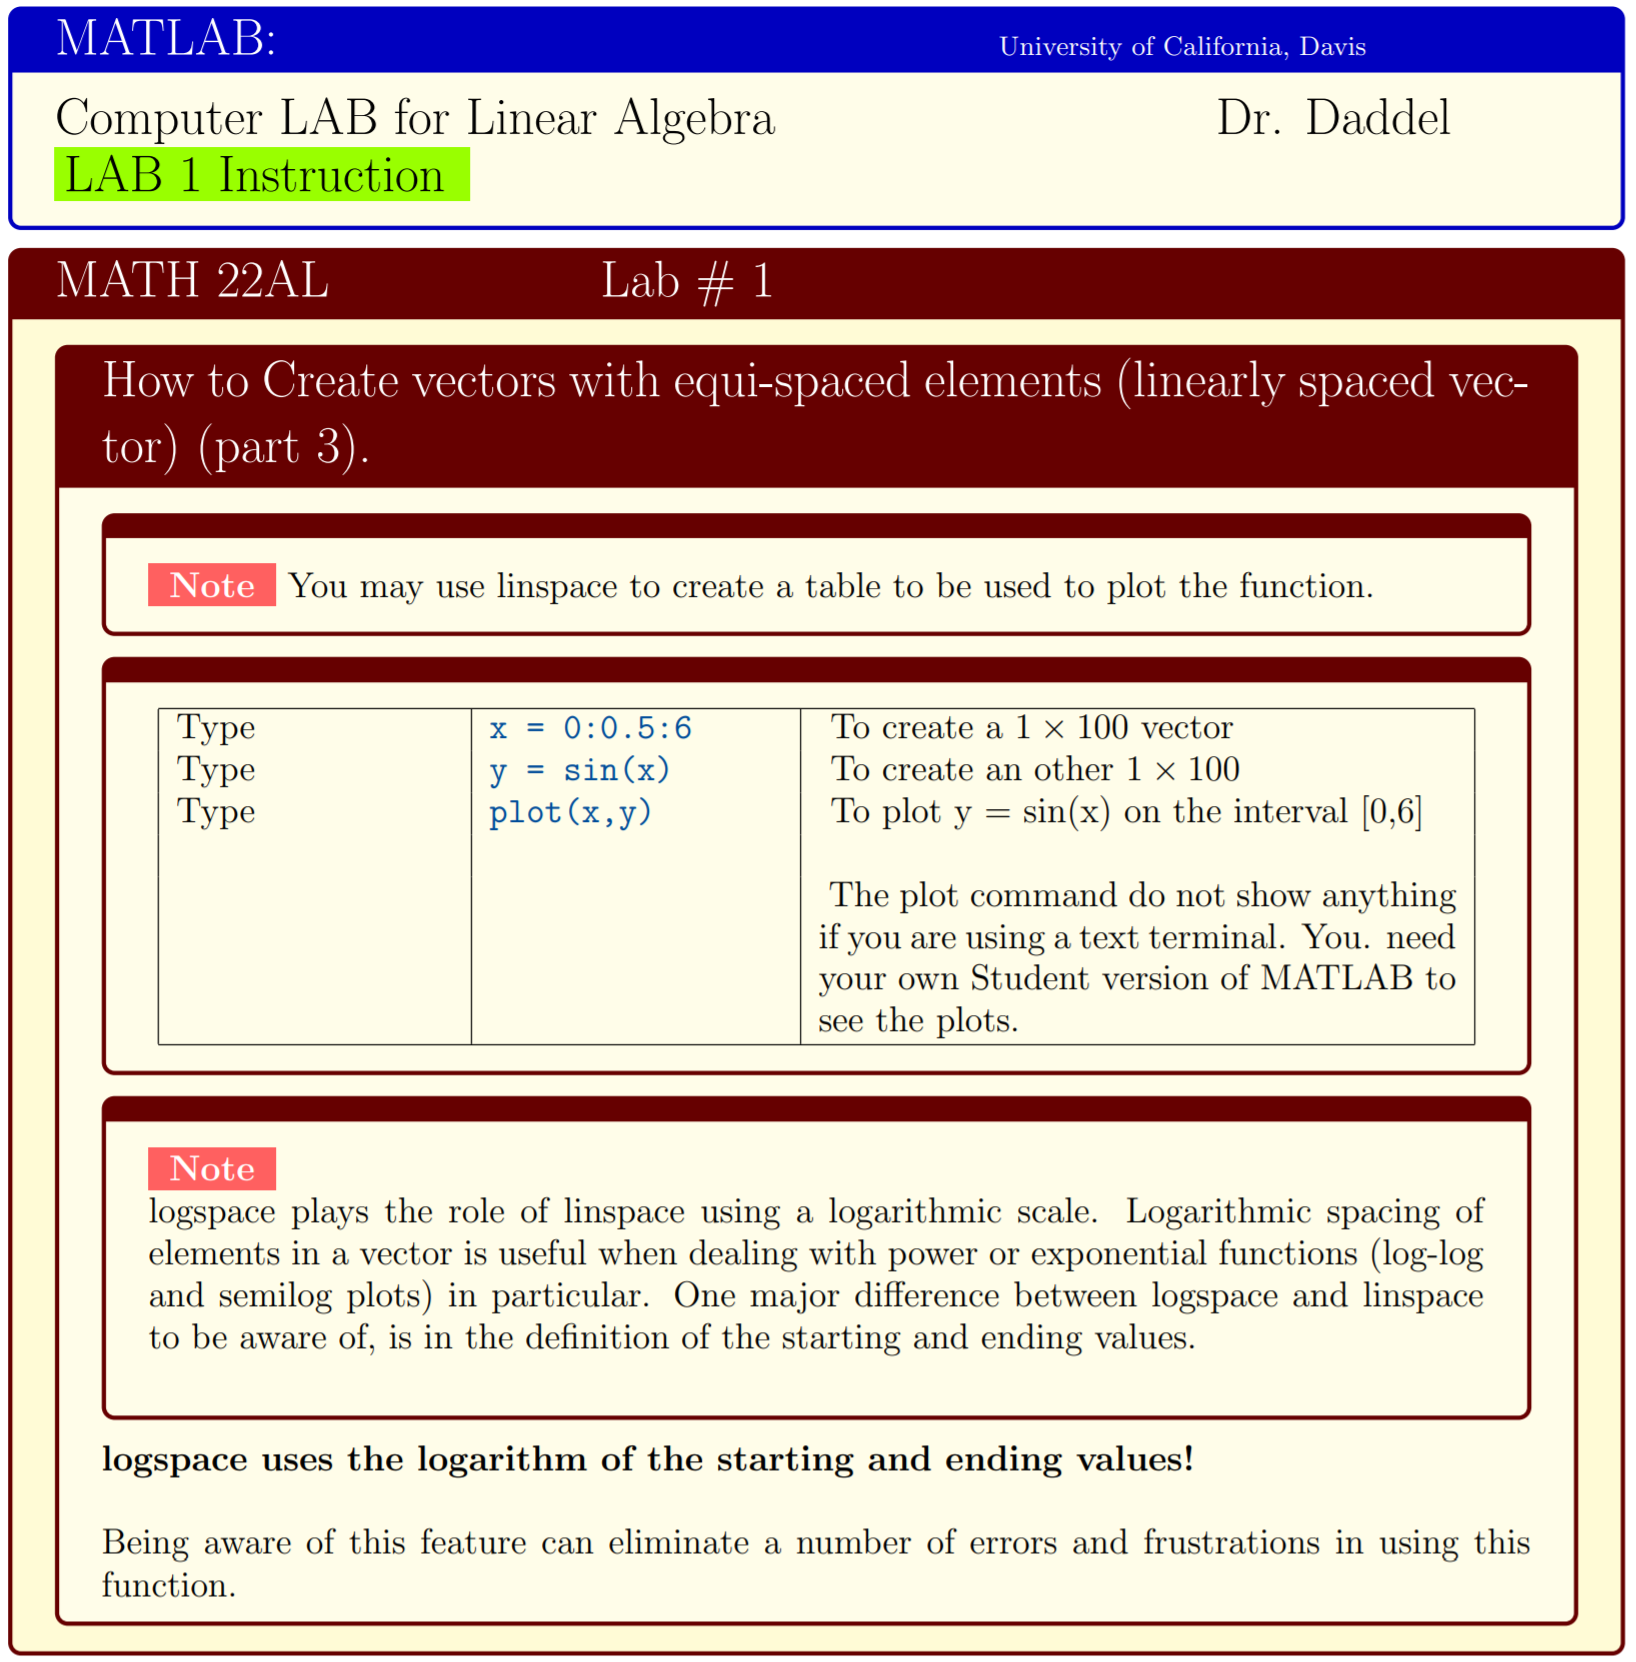 MATLAB: University of California, Davis
Computer LAB for Linear Algebra Dr. Daddel
LAB 1 Instruction
MATH 22AL Lab # 1
How to Create vectors with equi-spaced elements (linearly spaced vec-
tor) (part 3).
Note You may use linspace to create a table to be used to plot the function.
Type x = 0:0.5:6 To create a 1 × 100 vector
Type y = sin(x) To create an other 1 × 100
Type plot(x,y) To plot y = sin(x) on the interval [0,6]
The plot command do not show anything
if you are using a text terminal. You. need
your own Student version of MATLAB to
see the plots.
Note
logspace plays the role of linspace using a logarithmic scale. Logarithmic spacing of
elements in a vector is useful when dealing with power or exponential functions (log-log
and semilog plots) in particular. One major difference between logspace and linspace
to be aware of, is in the definition of the starting and ending values.
logspace uses the logarithm of the starting and ending values!
Being aware of this feature can eliminate a number of errors and frustrations in using this
function.